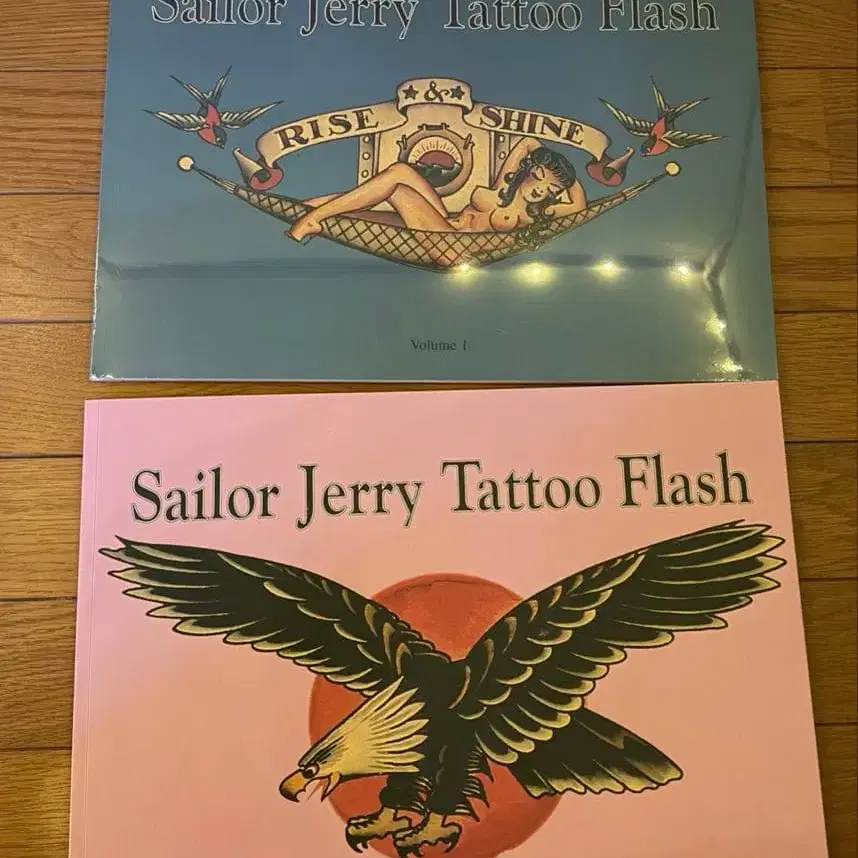 Sailor Jerry Tattoo Flash
RISE & SHINE
Volume 1
Sailor Jerry Tattoo Flash